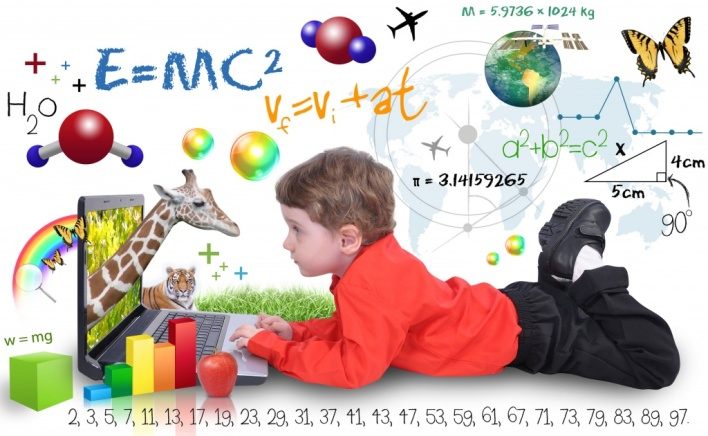 M = 5.9736 x 1024 kg
E=MC²
H₂O
V_f=V_i+at
a²+b²=c²
x
4cm
5cm
90°
π = 3.14159265
w = mg
2, 3, 5, 7, 11, 13, 17, 19, 23, 29, 31, 37, 41, 43, 47, 53, 59, 61, 67, 71, 73, 79, 83, 89, 97.